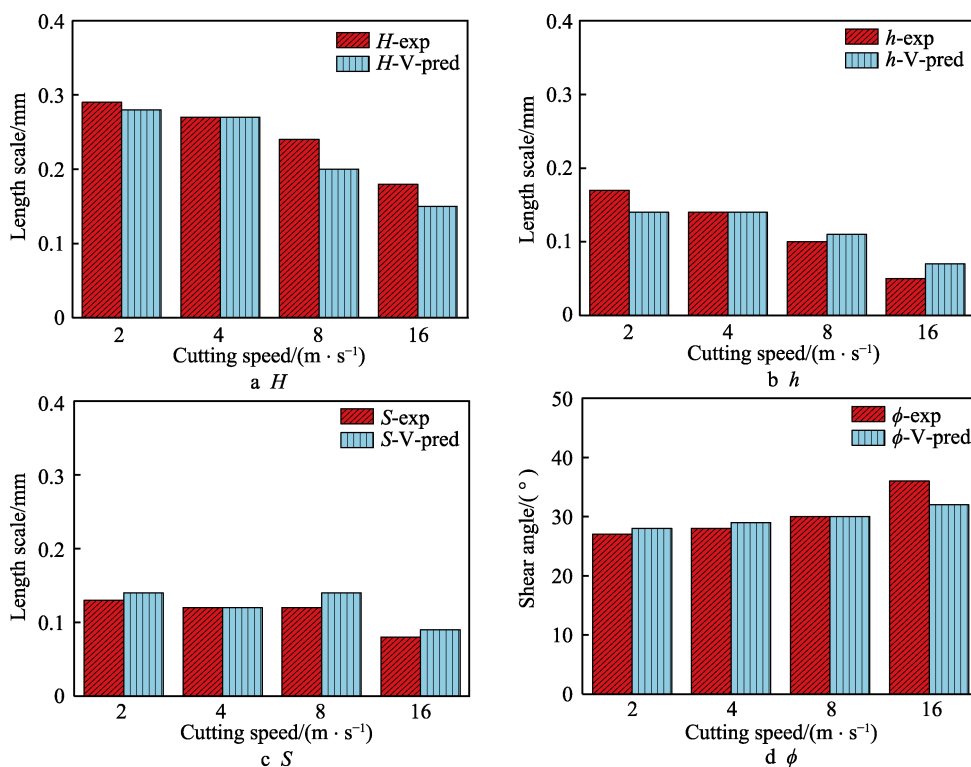 0.4
0.3
0.2
0.1
0
Length scale/mm
H-exp
H-V-pred
2 4 8 16
Cutting speed/(m · s⁻¹)
a H
0.4
0.3
0.2
0.1
0
Length scale/mm
h-exp
h-V-pred
2 4 8 16
Cutting speed/(m · s⁻¹)
b h
0.4
0.3
0.2
0.1
0
Length scale/mm
S-exp
S-V-pred
2 4 8 16
Cutting speed/(m · s⁻¹)
c S
50
40
30
20
10
0
Shear angle/(°)
ϕ-exp
ϕ-V-pred
2 4 8 16
Cutting speed/(m · s⁻¹)
d ϕ